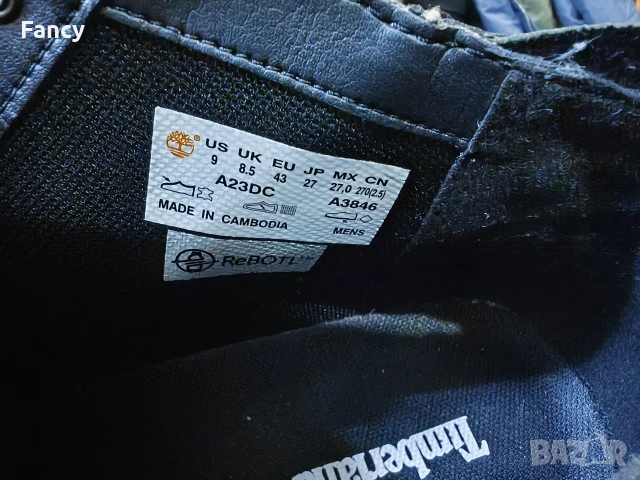 Fancy
US UK EU JP MX CN
9 8.5 43 27 27,0 270(2.5)
A23DC A3846
MADE IN CAMBODIA MENS
ReBOTL™
Timberland
BAZAR